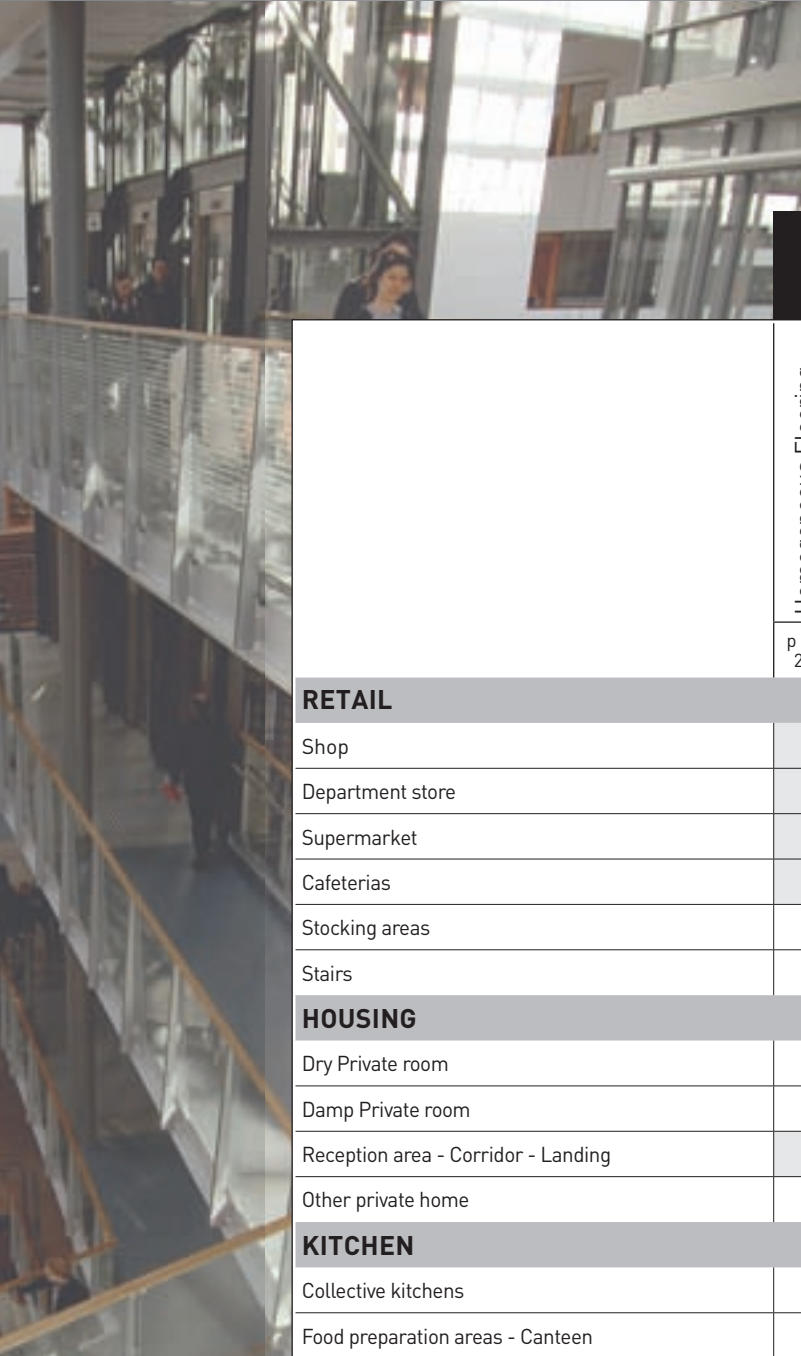 p
2
RETAIL
Shop
Department store
Supermarket
Cafeterias
Stocking areas
Stairs
HOUSING
Dry Private room
Damp Private room
Reception area - Corridor - Landing
Other private home
KITCHEN
Collective kitchens
Food preparation areas - Canteen